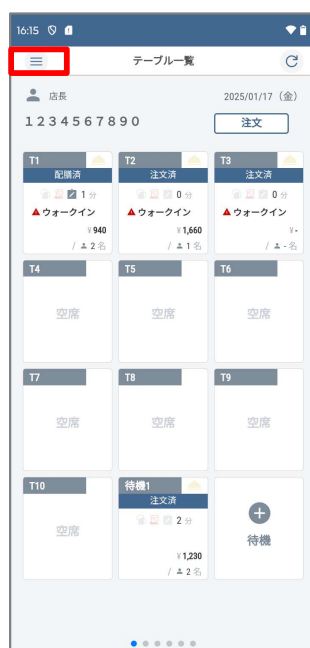 16:15
テーブル一覧
店長 2025/01/17（金）
1234567890 注文
T1 T2 T3
配膳済 注文済 注文済
1 分 0 分 0 分
ウォークイン ウォークイン ウォークイン
¥940 ¥1,660 ¥-
/ 2 名 / 1 名 / - 名
T4 T5 T6
空席 空席 空席
T7 T8 T9
空席 空席 空席
T10 待機1
注文済
2 分
空席 待機
¥1,230
/ 2 名